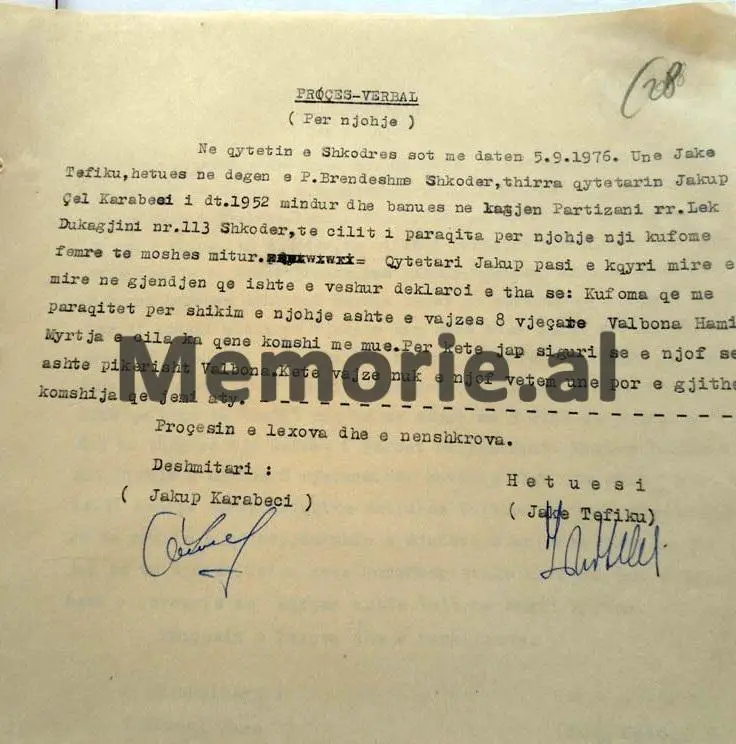 208
PROÇES-VERBAL
( Per njohje )
Ne qytetin e Shkodres sot me daten 5.9.1976. Une Jake
Tefiku,hetues ne degen e P.Brendeshme Shkoder,thirra qytetarin Jakup
Çel Karabeci i dt.1952 mindur dhe banues ne lagjen Partizani rr.Lek
Dukagjini nr.113 Shkoder,te cilit i paraqita per njohje nji kufome
femre te moshes mitur. Qytetari Jakup pasi e kqyri mire e
mire ne gjendjen qe ishte e veshur deklaroi e tha se: Kufoma qe me
paraqitet per shikim e njohje ashte e vajzes 8 vjeçare Valbona Hami
Myrtja e cila ka qene komshi me mue.Per kete jap siguri se e njof se
ashte pikerisht Valbona.Kete vajze nuk e njof vetem une por e gjithe
komshija qe jemi aty.
Memorie.al
Proçesin e lexova dhe e nenshkrova.
Deshmitari :
Hetuesi
( Jakup Karabeci )
( Jake Tefiku)